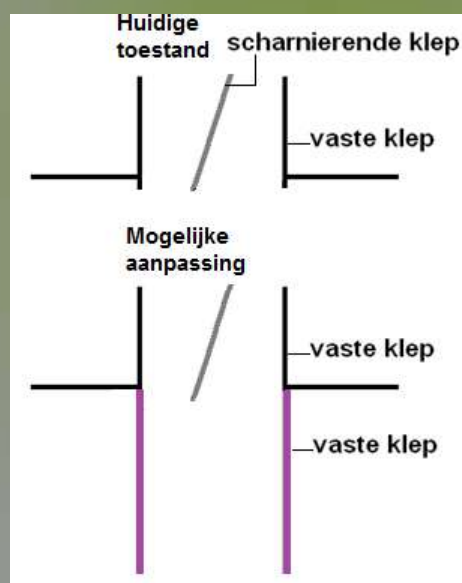 Huidige
toestand
scharnierende klep
vaste klep
Mogelijke
aanpassing
vaste klep
vaste klep